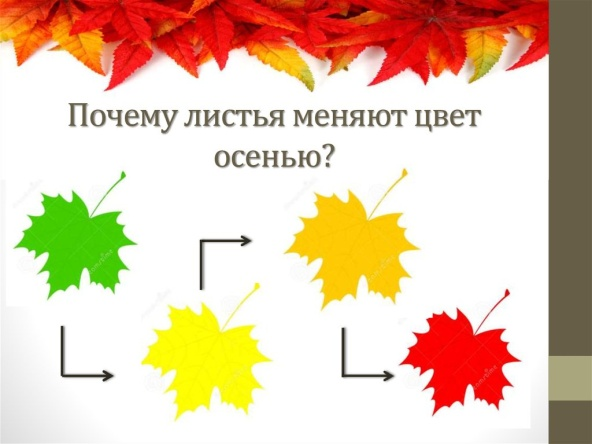 Почему листья меняют цвет
осенью?